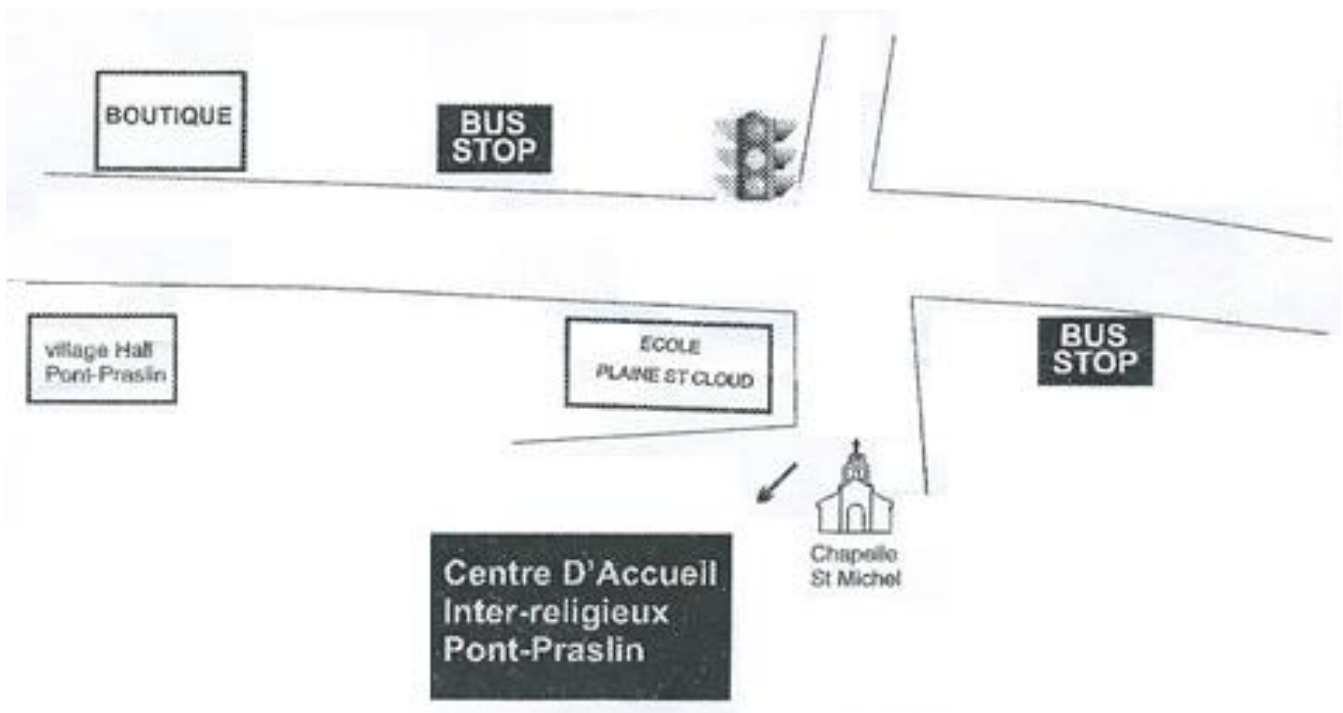 BOUTIQUE
BUS
STOP
village Hall
Pont-Praslin
ECOLE
PLAINE ST CLOUD
BUS
STOP
Centre D'Accueil
Inter-religieux
Pont-Praslin
Chapelle
St Michel